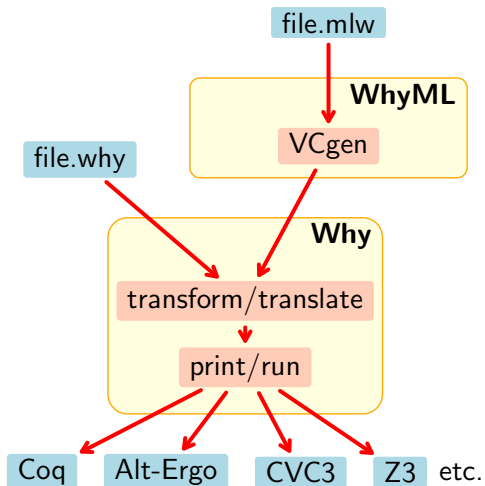 file.mlw
WhyML
VCgen
file.why
Why
transform/translate
print/run
Coq Alt-Ergo CVC3 Z3 etc.